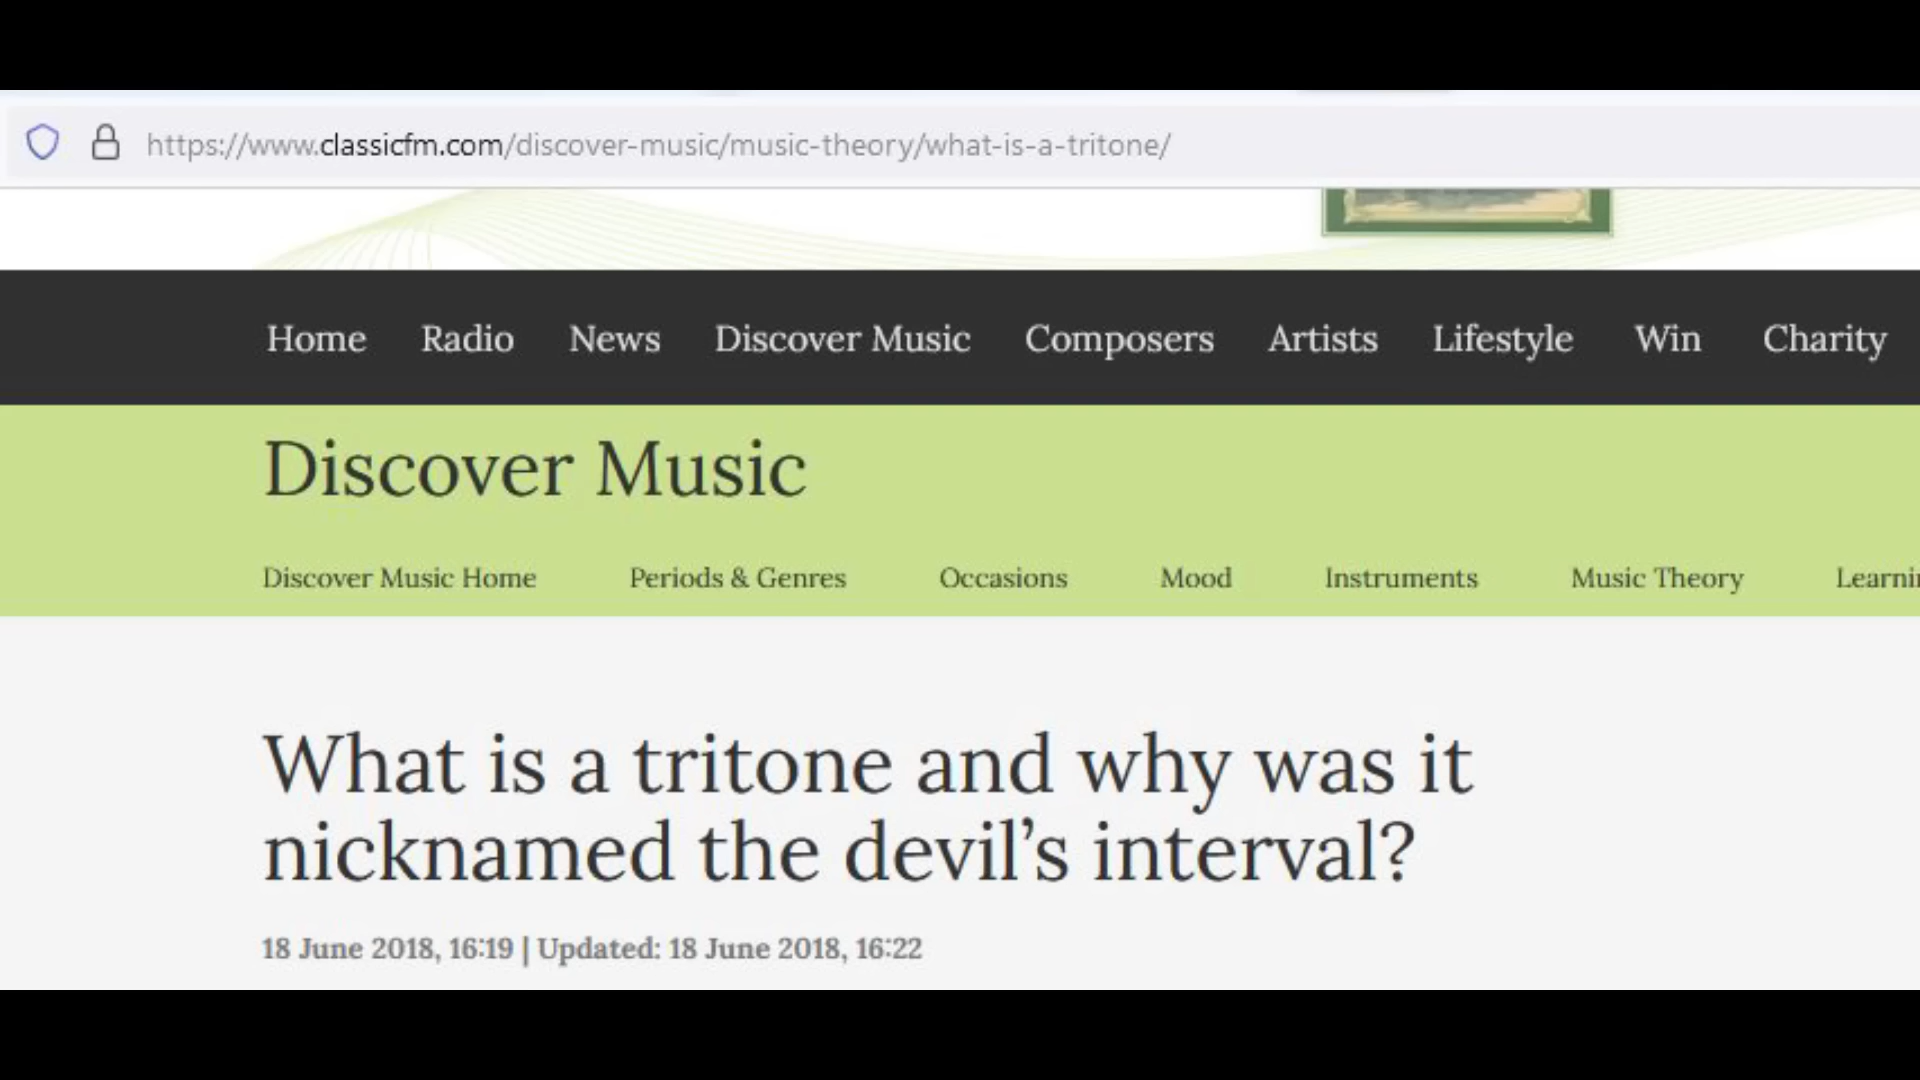 https://www.classicfm.com/discover-music/music-theory/what-is-a-tritone/
Home Radio News Discover Music Composers Artists Lifestyle Win Charity
Discover Music
Discover Music Home Periods & Genres Occasions Mood Instruments Music Theory
What is a tritone and why was it
nicknamed the devil’s interval?
18 June 2018, 16:19 | Updated: 18 June 2018, 16:22